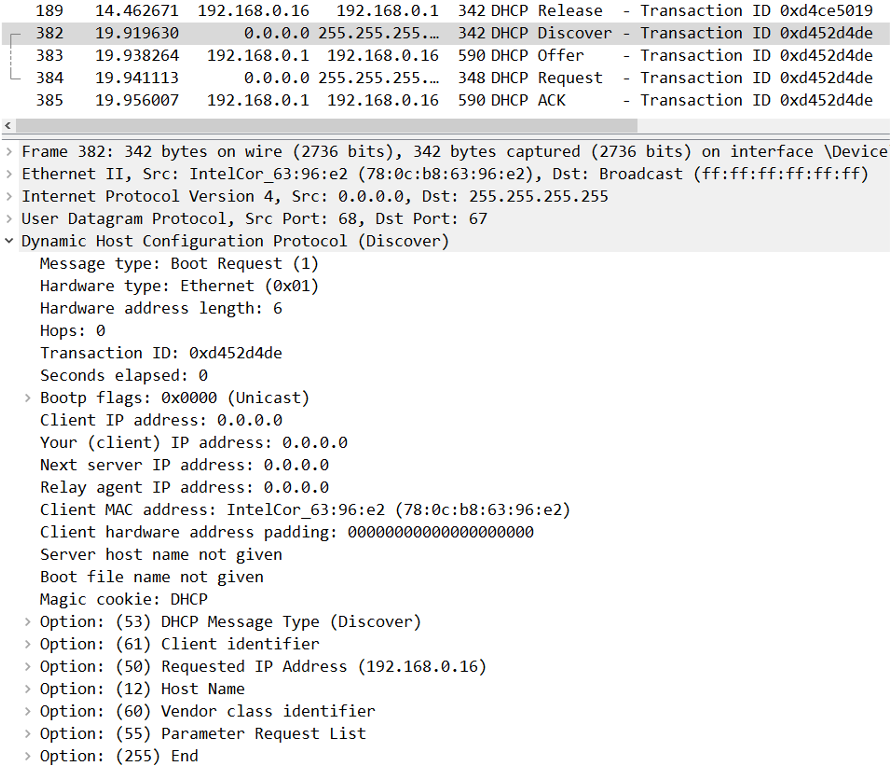 189 14.462671 192.168.0.16 192.168.0.1 342 DHCP Release - Transaction ID 0xd4ce5019
382 19.919630 0.0.0.0 255.255.255.… 342 DHCP Discover - Transaction ID 0xd452d4de
383 19.938264 192.168.0.1 192.168.0.16 590 DHCP Offer - Transaction ID 0xd452d4de
384 19.941113 0.0.0.0 255.255.255.… 348 DHCP Request - Transaction ID 0xd452d4de
385 19.956007 192.168.0.1 192.168.0.16 590 DHCP ACK - Transaction ID 0xd452d4de
Frame 382: 342 bytes on wire (2736 bits), 342 bytes captured (2736 bits) on interface \Device
Ethernet II, Src: IntelCor_63:96:e2 (78:0c:b8:63:96:e2), Dst: Broadcast (ff:ff:ff:ff:ff:ff)
Internet Protocol Version 4, Src: 0.0.0.0, Dst: 255.255.255.255
User Datagram Protocol, Src Port: 68, Dst Port: 67
Dynamic Host Configuration Protocol (Discover)
Message type: Boot Request (1)
Hardware type: Ethernet (0x01)
Hardware address length: 6
Hops: 0
Transaction ID: 0xd452d4de
Seconds elapsed: 0
Bootp flags: 0x0000 (Unicast)
Client IP address: 0.0.0.0
Your (client) IP address: 0.0.0.0
Next server IP address: 0.0.0.0
Relay agent IP address: 0.0.0.0
Client MAC address: IntelCor_63:96:e2 (78:0c:b8:63:96:e2)
Client hardware address padding: 00000000000000000000
Server host name not given
Boot file name not given
Magic cookie: DHCP
Option: (53) DHCP Message Type (Discover)
Option: (61) Client identifier
Option: (50) Requested IP Address (192.168.0.16)
Option: (12) Host Name
Option: (60) Vendor class identifier
Option: (55) Parameter Request List
Option: (255) End